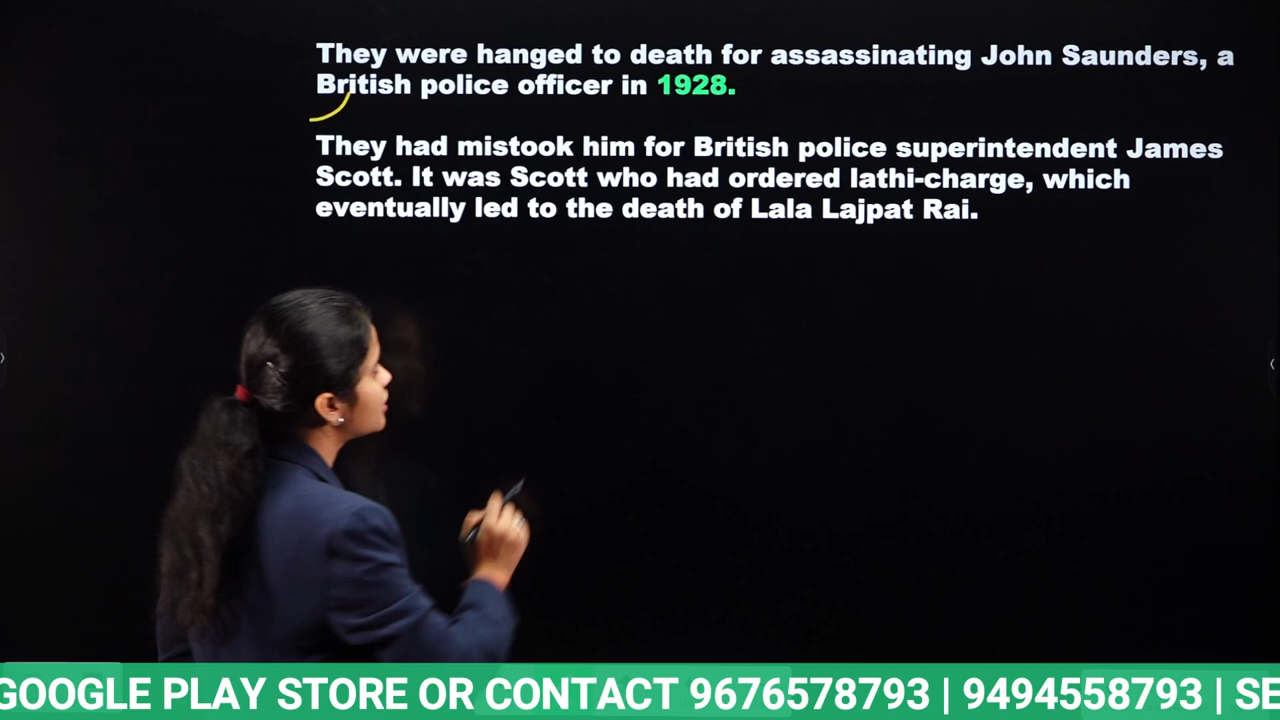 They were hanged to death for assassinating John Saunders, a
British police officer in 1928.
They had mistook him for British police superintendent James
Scott. It was Scott who had ordered lathi-charge, which
eventually led to the death of Lala Lajpat Rai.
GOOGLE PLAY STORE OR CONTACT 9676578793 | 9494558793 | SE